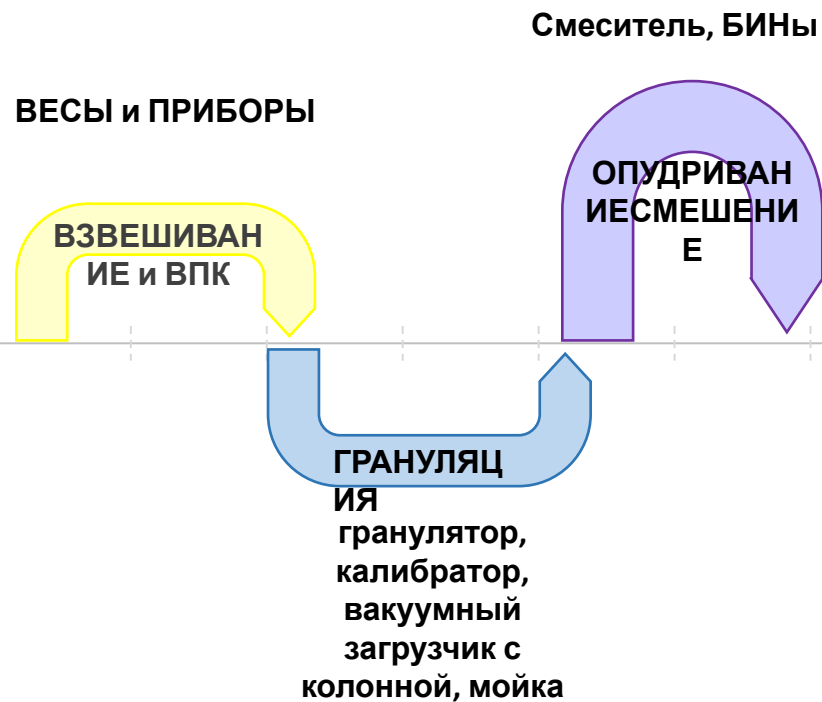 Смеситель, БИНы
ВЕСЫ и ПРИБОРЫ
ВЗВЕШИВАН
ИЕ и ВПК
ОПУДРИВАН
ИЕСМЕШЕНИ
Е
ГРАНУЛЯЦ
ИЯ
гранулятор,
калибратор,
вакуумный
загрузчик с
колонной, мойка